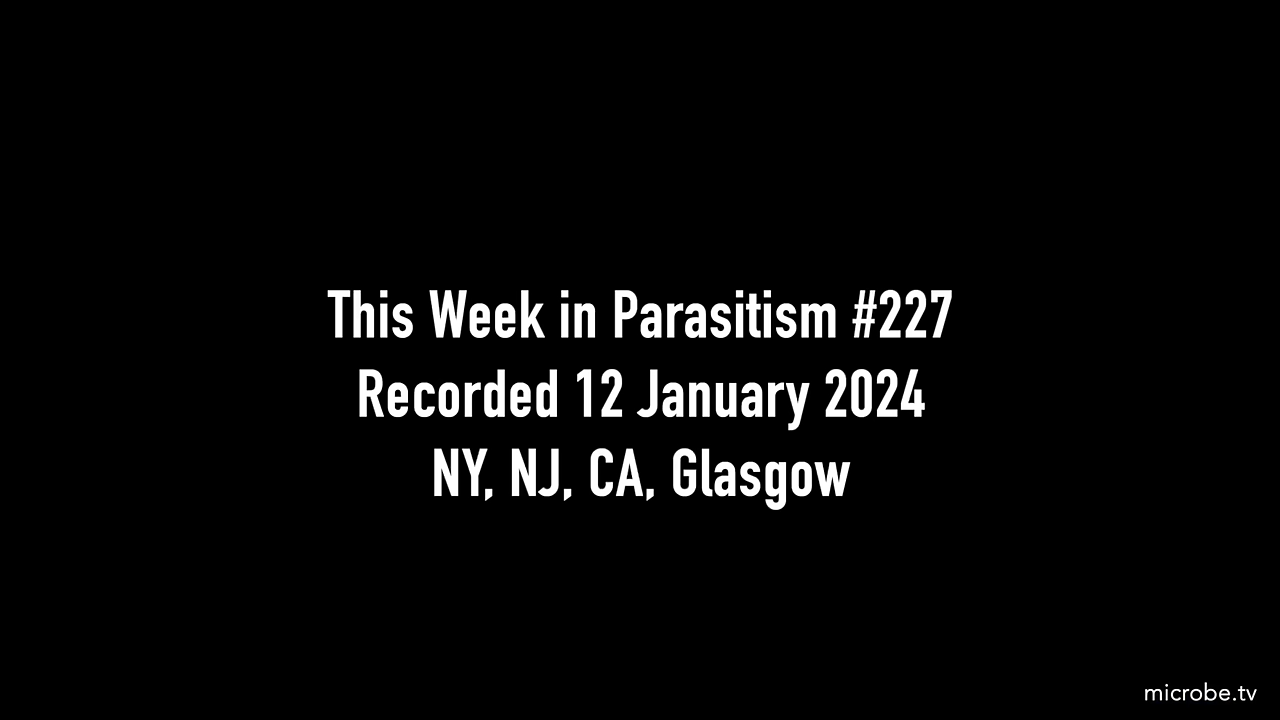 This Week in Parasitism #227
Recorded 12 January 2024
NY, NJ, CA, Glasgow
microbe.tv